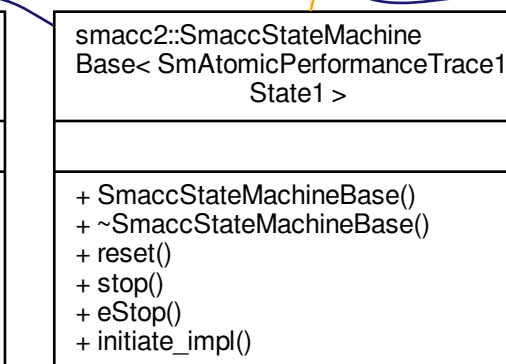 smacc2::SmaccStateMachine
Base< SmAtomicPerformanceTrace1
State1 >
+ SmaccStateMachineBase()
+ ~SmaccStateMachineBase()
+ reset()
+ stop()
+ eStop()
+ initiate_impl()